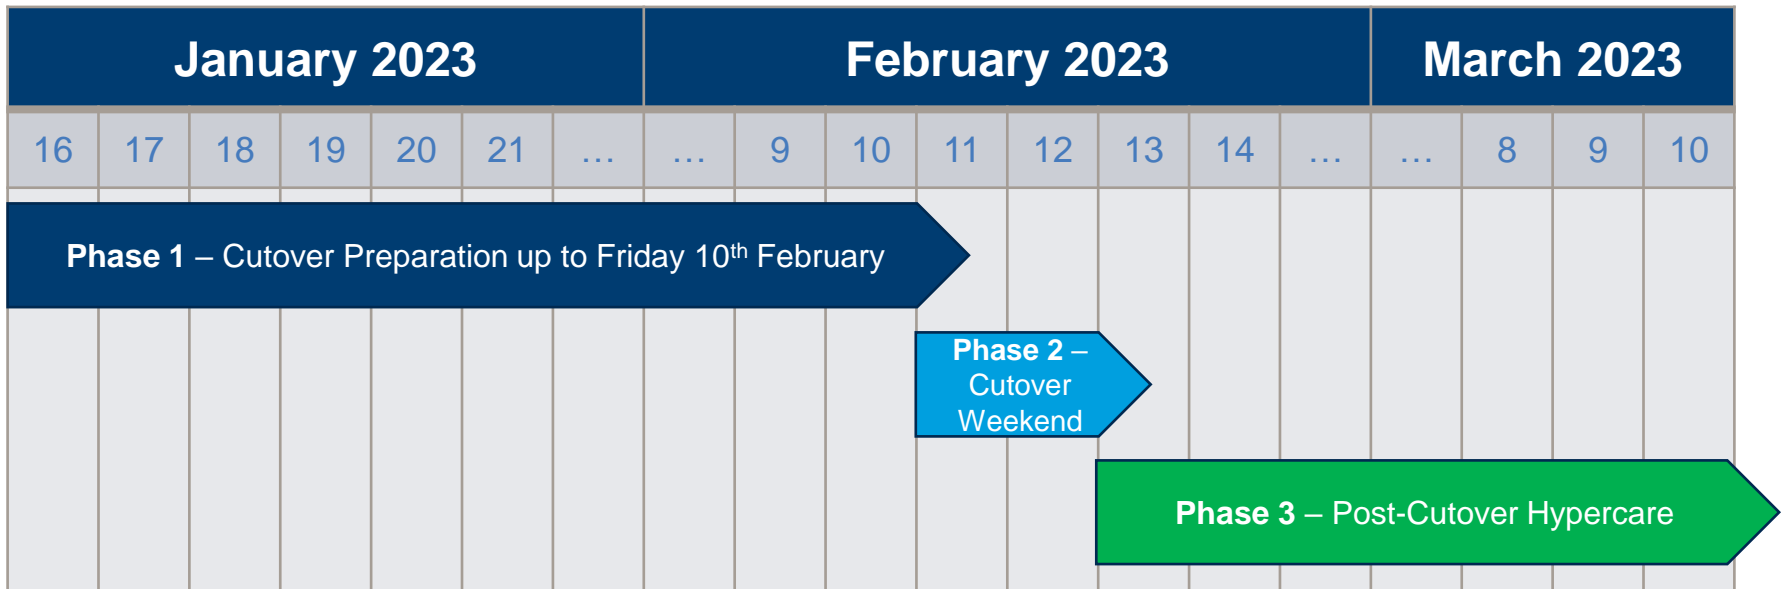 January 2023 February 2023 March 2023
16 17 18 19 20 21 … … 9 10 11 12 13 14 … … 8 9 10
Phase 1 – Cutover Preparation up to Friday 10th February
Phase 2 –
Cutover
Weekend
Phase 3 – Post-Cutover Hypercare